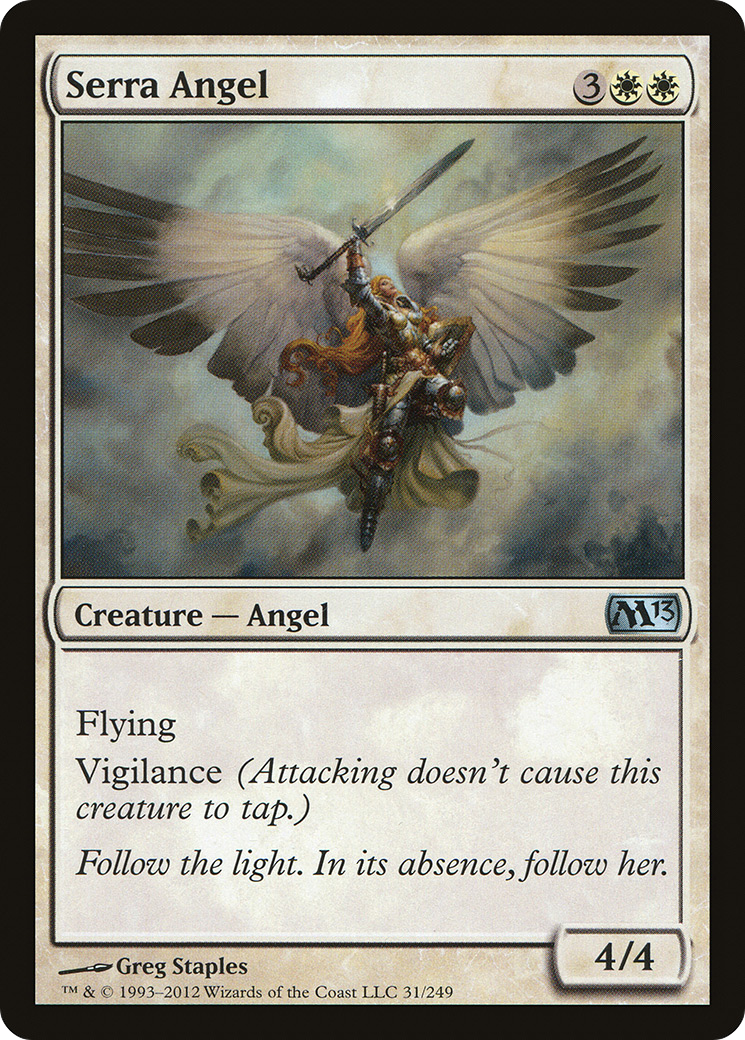 Serra Angel 3
Creature — Angel M13
Flying
Vigilance (Attacking doesn't cause this
creature to tap.)
Follow the light. In its absence, follow her.
4/4
Greg Staples
™ & © 1993–2012 Wizards of the Coast LLC 31/249